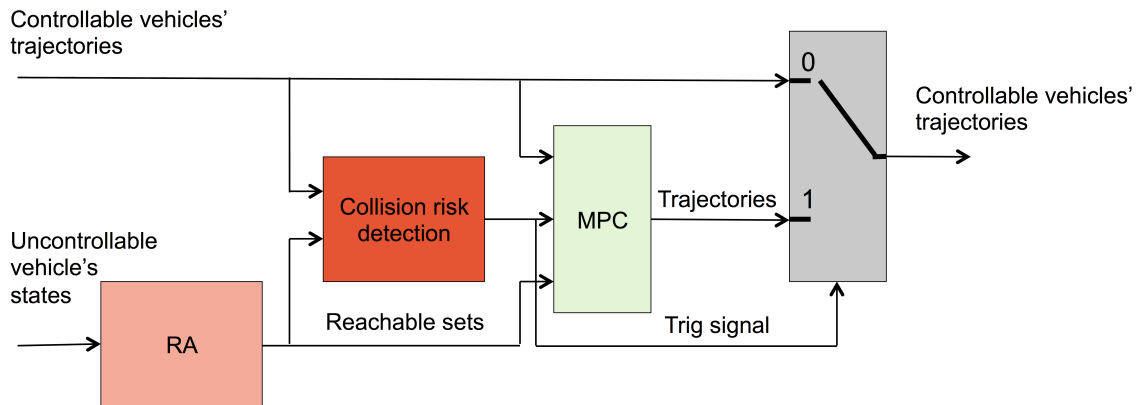 Controllable vehicles’
trajectories
0
Controllable vehicles’
trajectories
Collision risk
detection
MPC
Trajectories
1
Uncontrollable
vehicle’s
states
RA
Reachable sets
Trig signal